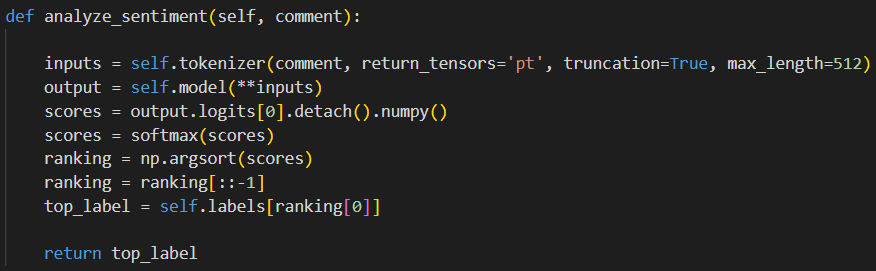 def analyze_sentiment(self, comment):
inputs = self.tokenizer(comment, return_tensors='pt', truncation=True, max_length=512)
output = self.model(**inputs)
scores = output.logits[0].detach().numpy()
scores = softmax(scores)
ranking = np.argsort(scores)
ranking = ranking[::-1]
top_label = self.labels[ranking[0]]
return top_label